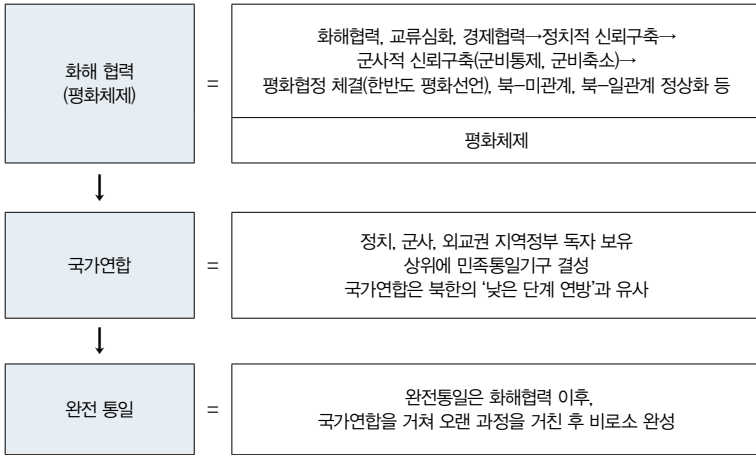 화해 협력
(평화체제)
=
화해협력, 교류심화, 경제협력→정치적 신뢰구축→
군사적 신뢰구축(군비통제, 군비축소)→
평화협정 체결(한반도 평화선언), 북–미관계, 북–일관계 정상화 등
평화체제
국가연합
=
정치, 군사, 외교권 지역정부 독자 보유
상위에 민족통일기구 결성
국가연합은 북한의 ‘낮은 단계 연방’과 유사
완전 통일
=
완전통일은 화해협력 이후,
국가연합을 거쳐 오랜 과정을 거친 후 비로소 완성